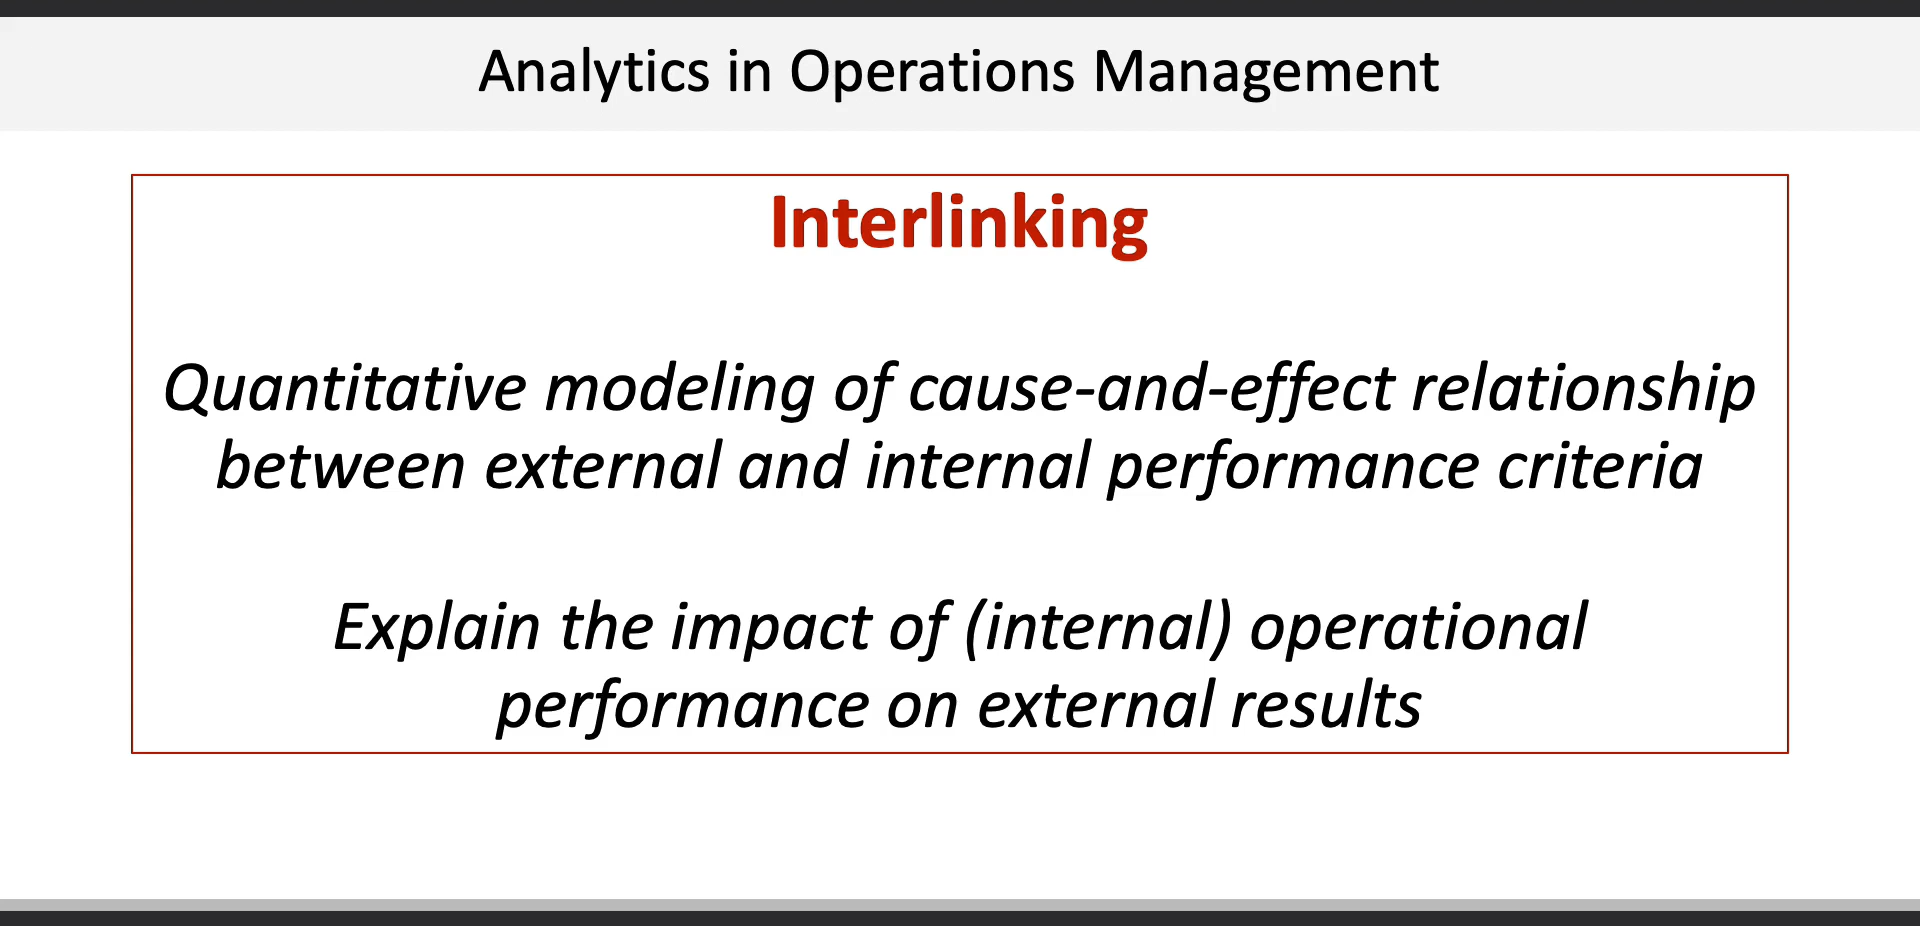 Analytics in Operations Management
Interlinking
Quantitative modeling of cause-and-effect relationship
between external and internal performance criteria
Explain the impact of (internal) operational
performance on external results